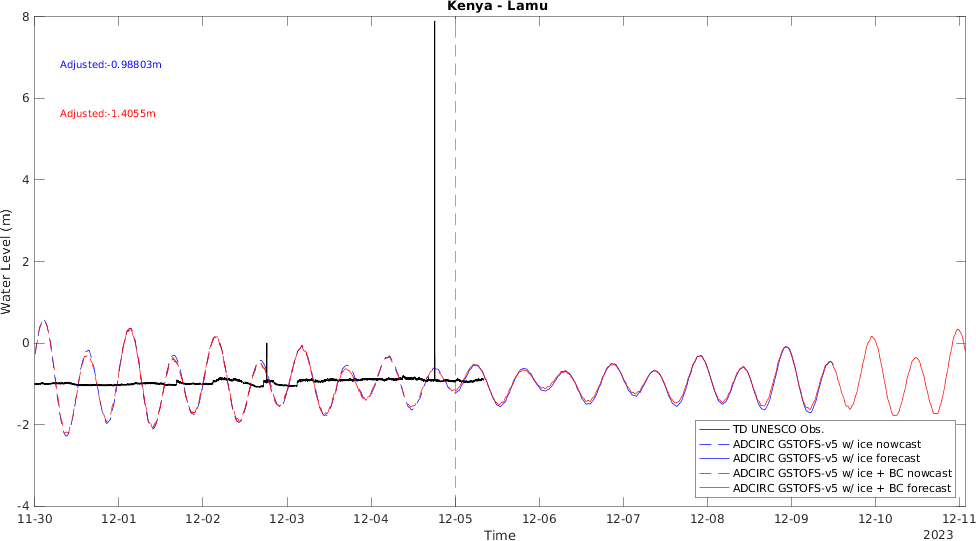 Kenya - Lamu
8
6
4
2
0
-2
-4
Water Level (m)
Adjusted:-0.98803m
Adjusted:-1.4055m
TD UNESCO Obs.
ADCIRC GSTOFS-v5 w/ ice nowcast
ADCIRC GSTOFS-v5 w/ ice forecast
ADCIRC GSTOFS-v5 w/ ice + BC nowcast
ADCIRC GSTOFS-v5 w/ ice + BC forecast
11-30 12-01 12-02 12-03 12-04 12-05 12-06 12-07 12-08 12-09 12-10 12-11
Time
2023